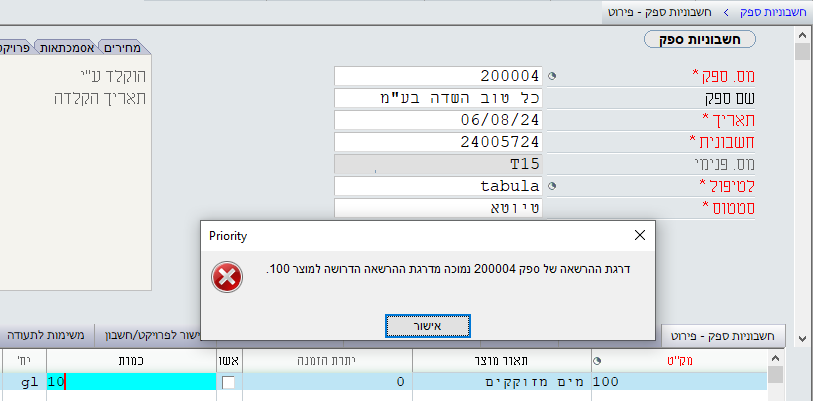 חשבוניות ספק > חשבוניות ספק - פירוט
חשבוניות ספק
מחירים אסמכתאות
מס. ספק * 200004
הוקלד ע"י
שם ספק כל טוב השדה בע"מ
תאריך הקלדה
תאריך * 06/08/24
חשבונית * 24005724
מס. פנימי T15
לטיפול * tabula
סטטוס * טיוטא
Priority
דרגת ההרשאה של ספק 200004 נמוכה מדרגת ההרשאה הדרושה למוצר 100.
אישור
חשבוניות ספק - פירוט לפרויקט/חשבון משימות לתעודה
מק"ט תאור מוצר יתרת הזמנה אשו כמות יח'
100 מים מזוקקים 0 10 gl